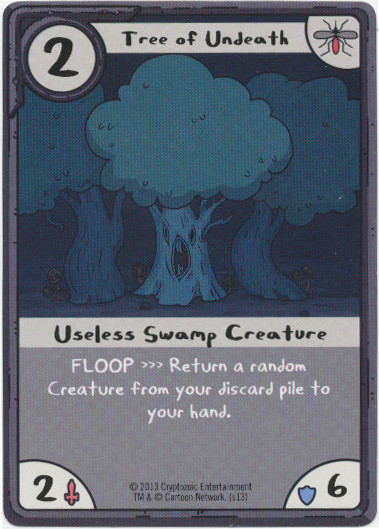 2
Tree of Undeath
Useless Swamp Creature
FLOOP >>> Return a random
Creature from your discard pile to
your hand.
2
© 2013 Cryptozoic Entertainment
TM & © Cartoon Network. (s13)
6